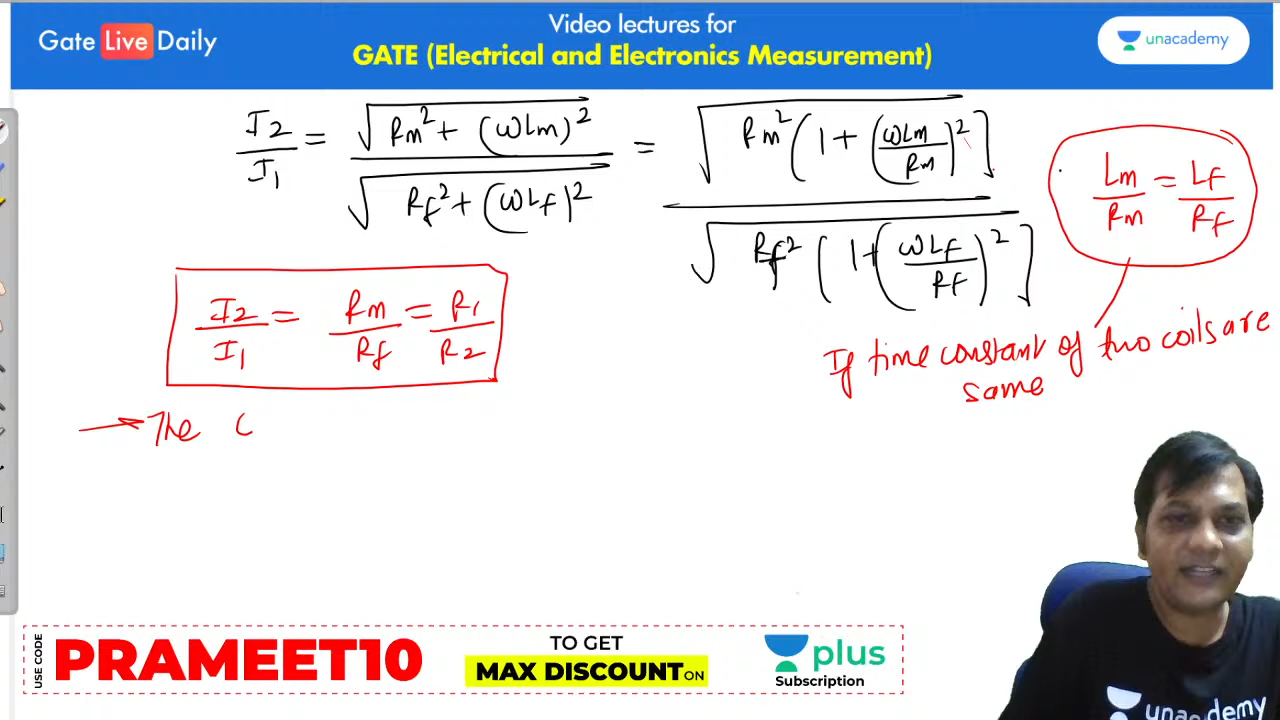 Gate Live Daily
Video lectures for
GATE (Electrical and Electronics Measurement)
unacademy
I2/I1 = √(Rm² + (ωLm)²) / √(Rf² + (ωLf)²) = √(Rm² (1 + (ωLm/Rm)²]) / √(Rf² (1 + (ωLf/Rf)²])
Lm/Rm = Lf/Rf
I2/I1 = Rm/Rf = R1/R2
If time constant of two coils are
same
→ The (
USE CODE
PRAMEET10
TO GET
MAX DISCOUNT ON
plus
Subscription
unacademy